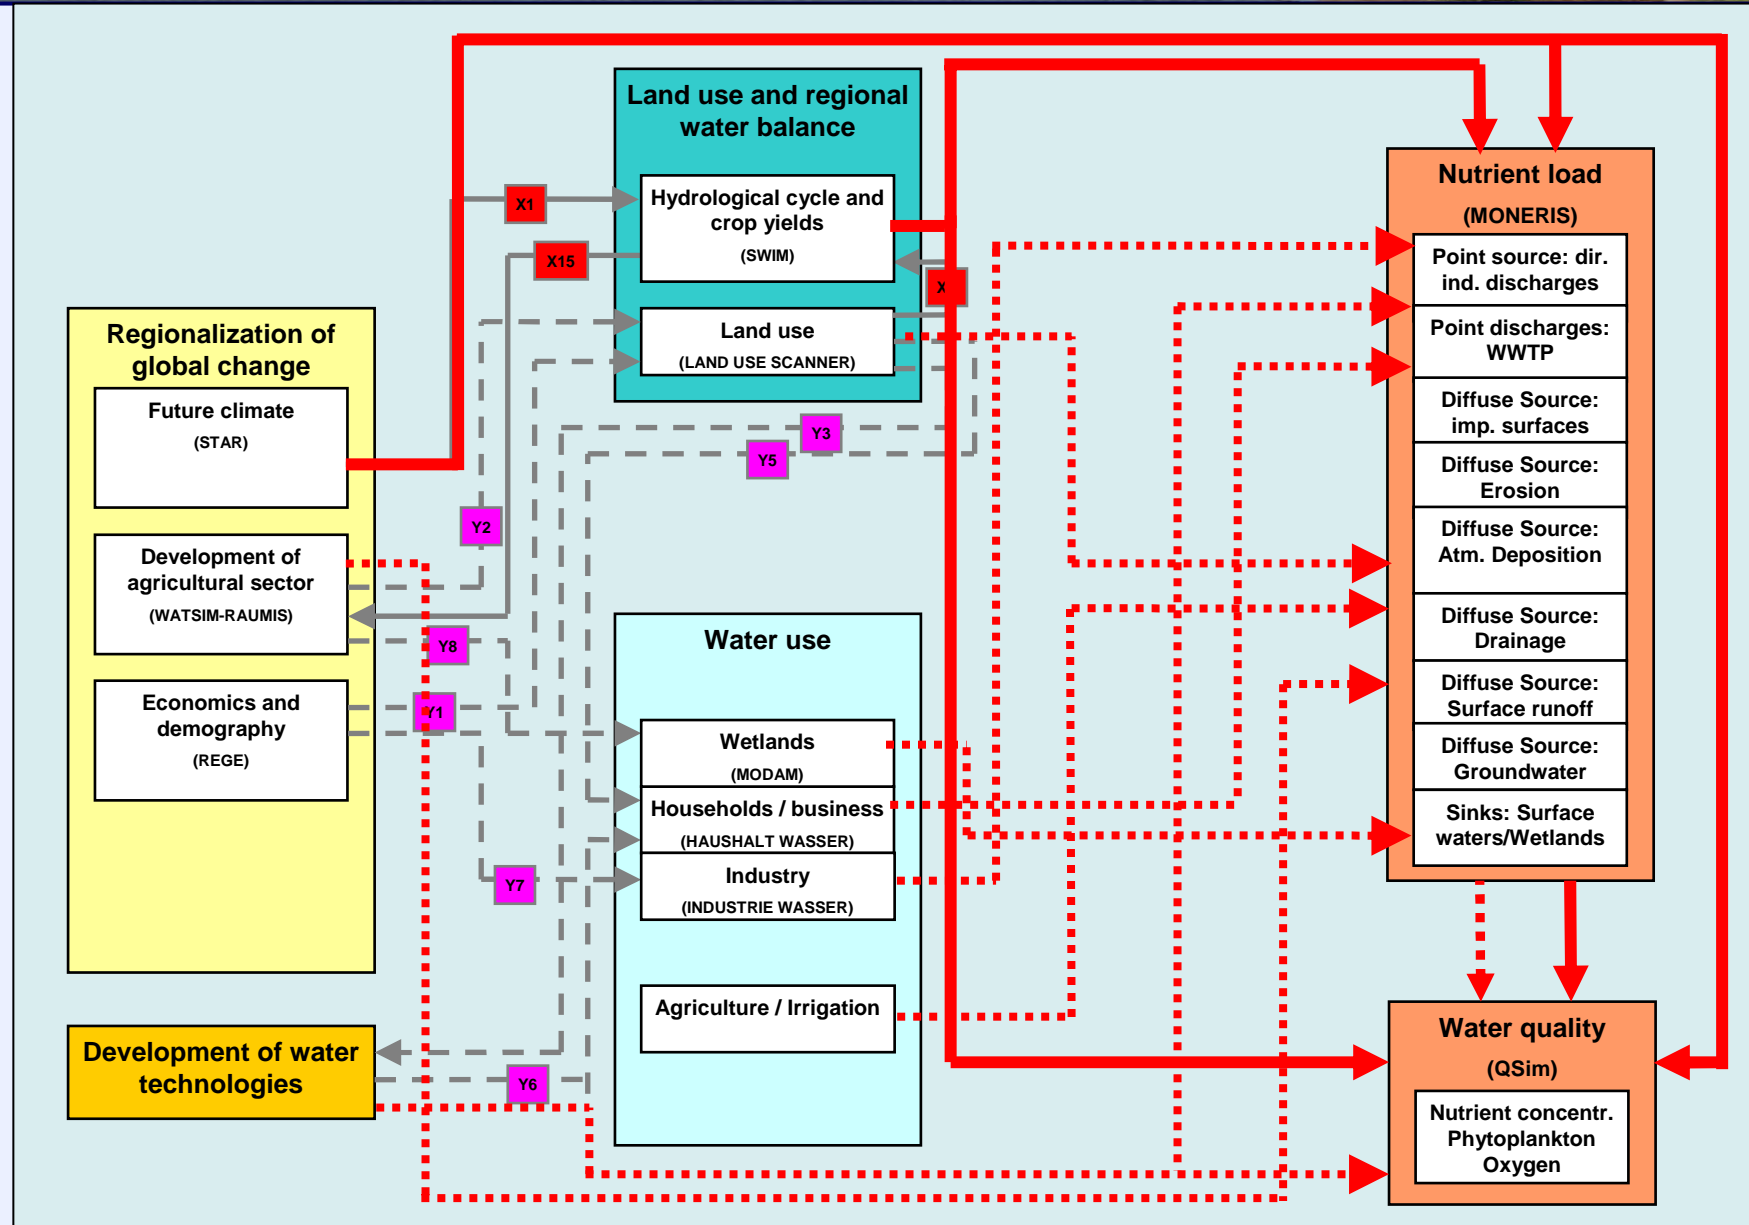 Land use and regional
water balance
Hydrological cycle and
crop yields
(SWIM)
Land use
(LAND USE SCANNER)
X1
X15
X
Regionalization of
global change
Future climate
(STAR)
Development of
agricultural sector
(WATSIM-RAUMIS)
Economics and
demography
(REGE)
Y3
Y5
Y2
Y8
Y1
Y7
Y6
Water use
Wetlands
(MODAM)
Households / business
(HAUSHALT WASSER)
Industry
(INDUSTRIE WASSER)
Agriculture / Irrigation
Development of water
technologies
Nutrient load
(MONERIS)
Point source: dir.
ind. discharges
Point discharges:
WWTP
Diffuse Source:
imp. surfaces
Diffuse Source:
Erosion
Diffuse Source:
Atm. Deposition
Diffuse Source:
Drainage
Diffuse Source:
Surface runoff
Diffuse Source:
Groundwater
Sinks: Surface
waters/Wetlands
Water quality
(QSim)
Nutrient concentr.
Phytoplankton
Oxygen